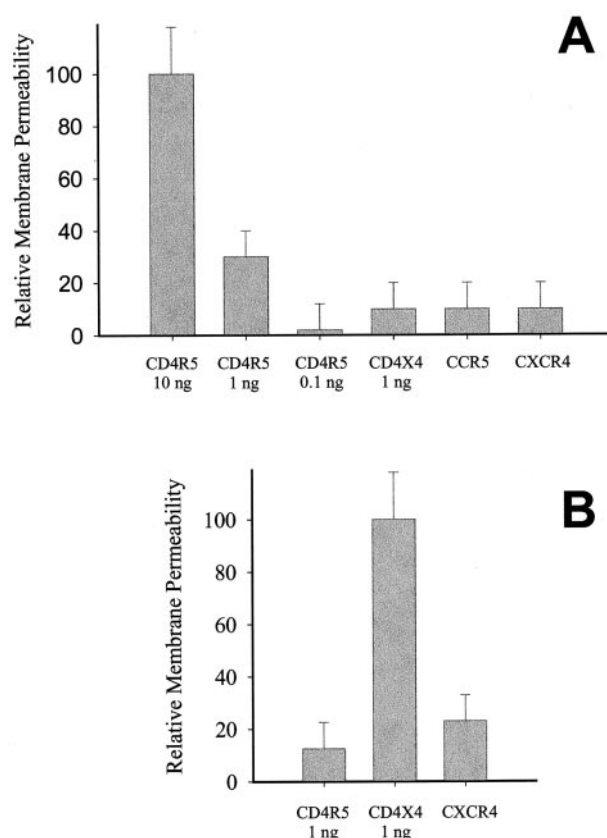 A
Relative Membrane Permeability
100
80
60
40
20
0
CD4R5 CD4R5 CD4R5 CD4X4 CCR5 CXCR4
10 ng 1 ng 0.1 ng 1 ng
B
Relative Membrane Permeability
100
80
60
40
20
0
CD4R5 CD4X4 CXCR4
1 ng 1 ng